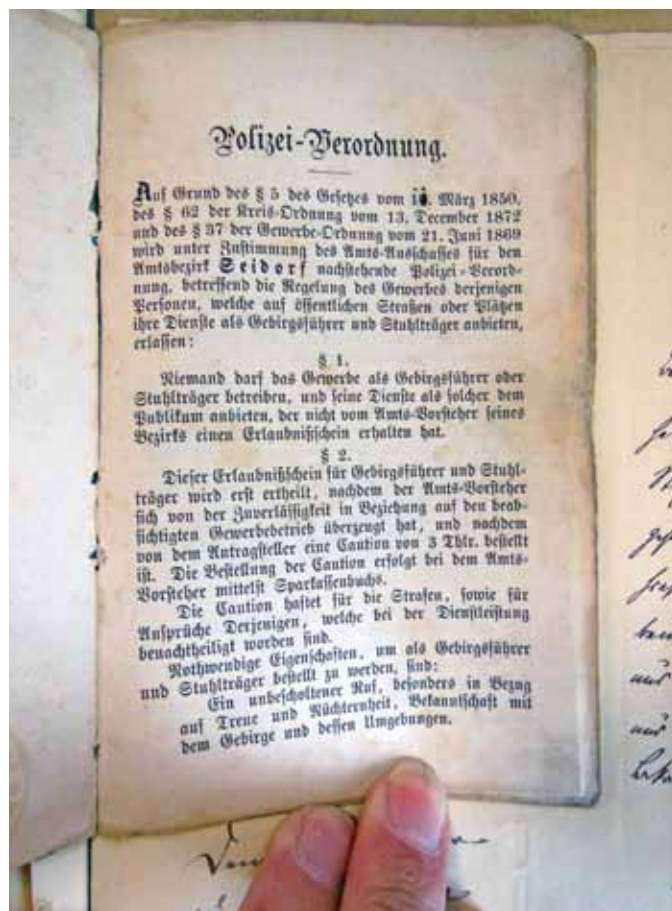 Polizei-Verordnung.
Auf Grund des § 5 des Gesetzes vom März 1850,
des § 62 der Kreis-Ordnung vom 13. December 1872
und des § 37 der Gewerbe-Ordnung vom 21. Juni 1869
wird unter Zustimmung des Amts-Ausschusses für den
Amtsbezirk Seidorf nachstehende Polizei-Verord-
nung, betreffend die Regelung des Gewerbes derjenigen
Personen, welche auf öffentlichen Straßen oder Plätzen
ihre Dienste als Gebirgsführer und Stuhlträger anbieten,
erlassen:
§ 1.
Niemand darf das Gewerbe als Gebirgsführer oder
Stuhlträger betreiben, und seine Dienste als solcher dem
Publikum anbieten, der nicht vom Amts-Vorsteher seines
Bezirks einen Erlaubnißschein erhalten hat.
§ 2.
Dieser Erlaubnißschein für Gebirgsführer und Stuhl-
träger wird erst ertheilt, nachdem der Amts-Vorsteher
sich von der Zuverlässigkeit in Beziehung auf den beab-
sichtigten Gewerbebetrieb überzeugt hat, und nachdem
von dem Antragsteller eine Caution von 3 Thlr. bestellt
ist. Die Bestellung der Caution erfolgt bei dem Amts-
Vorsteher mittelst Sparkassenbuchs.
Die Caution haftet für die Strafen, sowie für
Ansprüche Derjenigen, welche bei der Dienstleistung
benachtheiligt worden sind.
Nothwendige Eigenschaften, um als Gebirgsführer
und Stuhlträger bestellt zu werden, sind:
Ein unbescholtener Ruf, besonders in Bezug
auf Treue und Nüchternheit, Bekanntschaft mit
dem Gebirge und dessen Umgebungen.
und
und